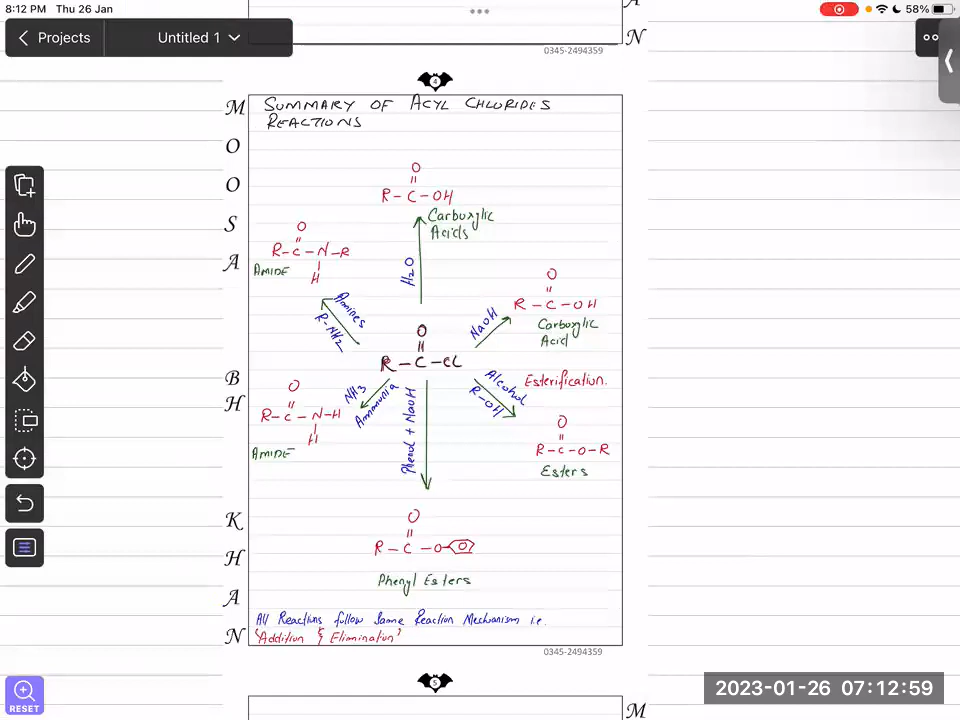 8:12 PM Thu 26 Jan
58%
Projects
Untitled 1
A
N
0345-2494359
4
M
O
O
S
A
B
H
K
H
A
N
SUMMARY OF ACYL CHLORIDES
REACTIONS
O
R-C-OH
Carboxylic
Acids
H2O
O
R-C-N-R
H
AMIDE
Amines
R-NH2
O
R-C-OH
Carboxylic
Acid
NaOH
O
R-C-Cl
Esterification.
Alcohol
R-OH
O
R-C-O-R
Esters
NH3
Ammonia
O
R-C-N-H
H
AMIDE
Phenol + NaOH
O
R-C-O-
Phenyl Esters
All Reactions follow Same Reaction Mechanism i.e.
'Addition & Elimination'
0345-2494359
5
M
RESET
2023-01-26 07:12:59